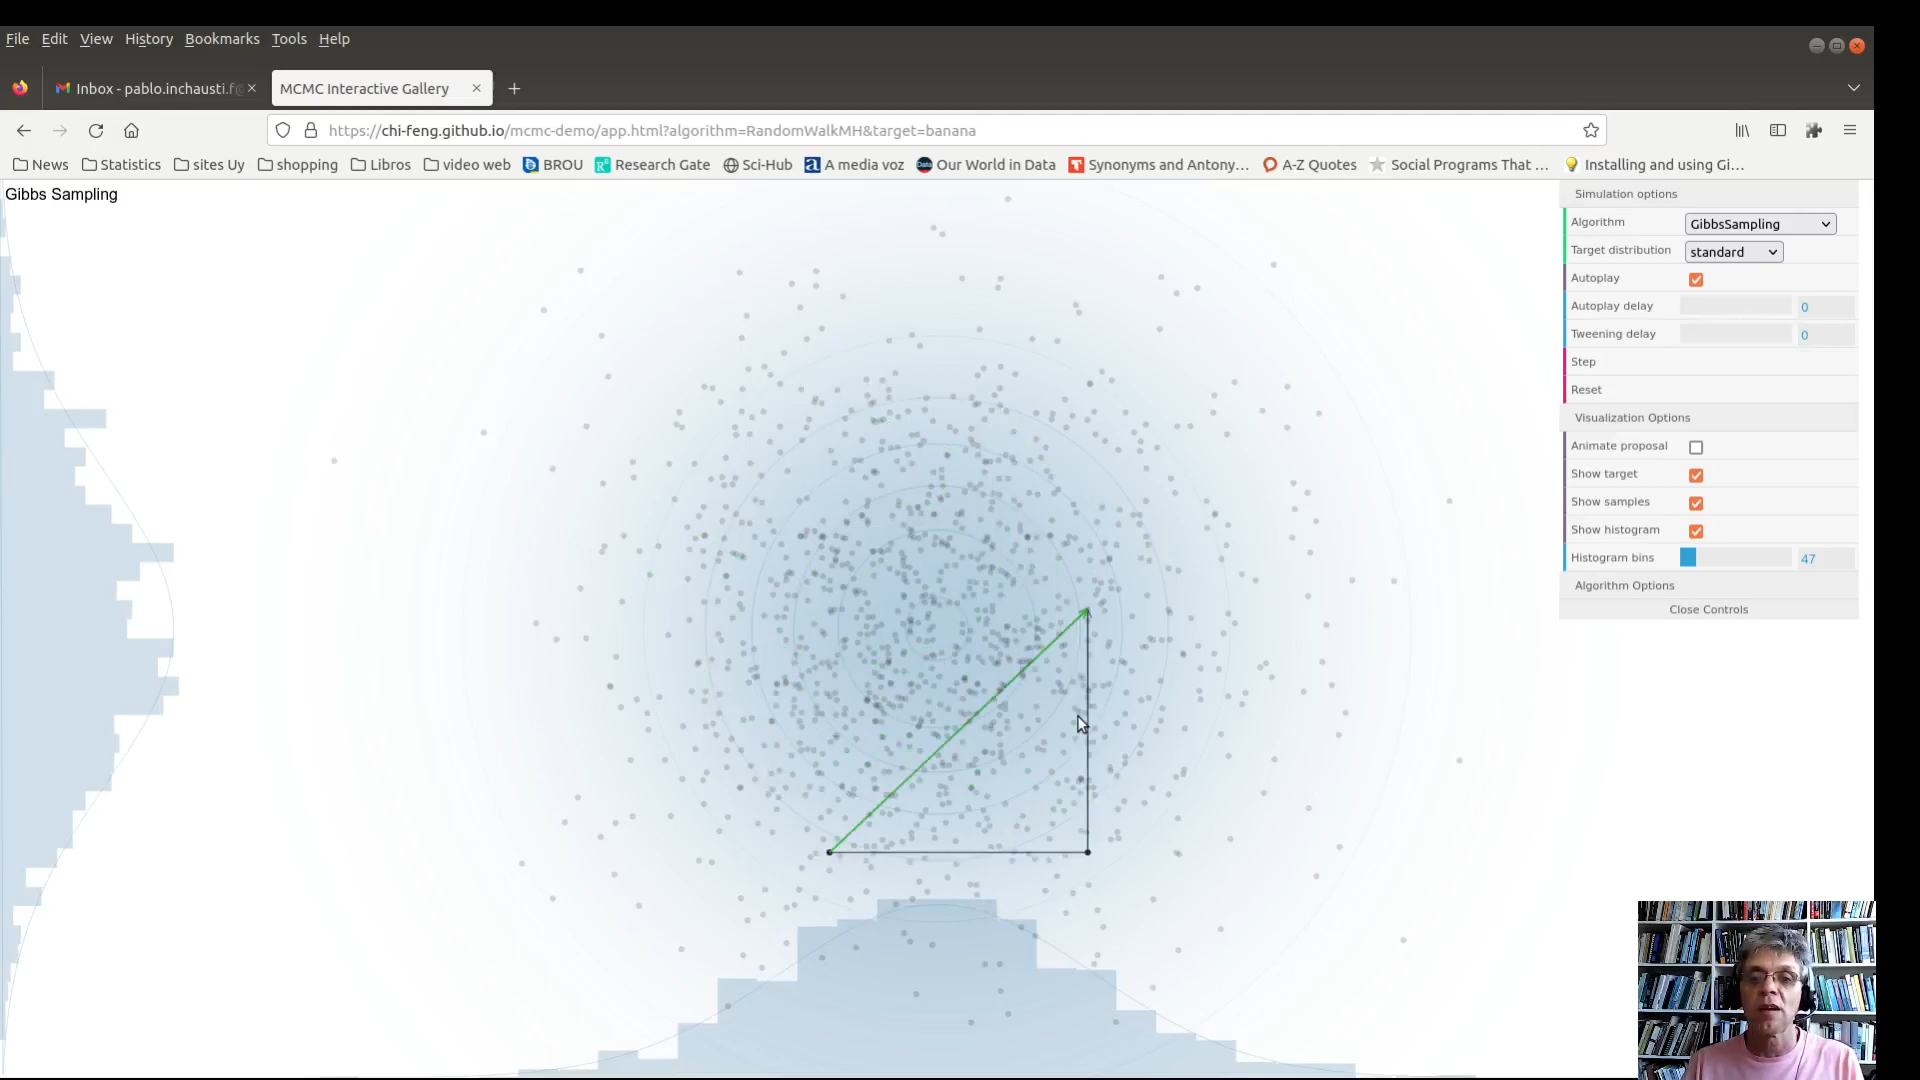 File Edit View History Bookmarks Tools Help
Inbox - pablo.inchausti.f@
MCMC Interactive Gallery
https://chi-feng.github.io/mcmc-demo/app.html?algorithm=RandomWalkMH&target=banana
News Statistics sites Uy shopping Libros video web BROU Research Gate Sci-Hub A media voz Our World in Data Synonyms and Antony… A-Z Quotes Social Programs That … Installing and using Gi…
Gibbs Sampling
Simulation options
Algorithm GibbsSampling
Target distribution standard
Autoplay
Autoplay delay 0
Tweening delay 0
Step
Reset
Visualization Options
Animate proposal
Show target
Show samples
Show histogram
Histogram bins 47
Algorithm Options
Close Controls